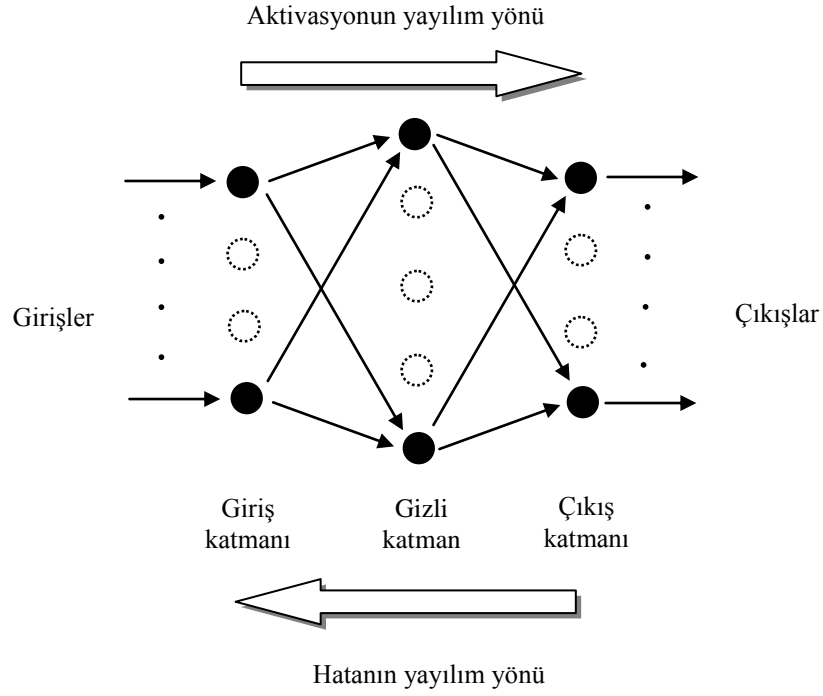 Aktivasyonun yayılım yönü
Girişler
Çıkışlar
Giriş
katmanı
Gizli
katman
Çıkış
katmanı
Hatanın yayılım yönü